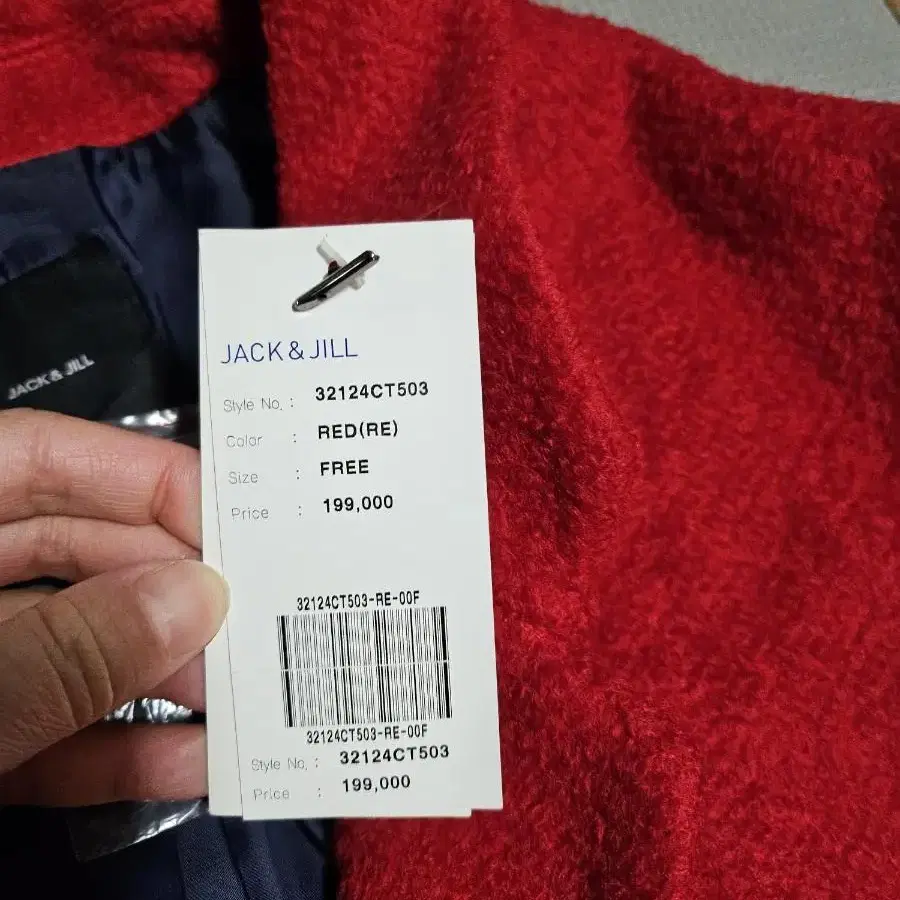 JACK & JILL
JACK & JILL
Style No. : 32124CT503
Color : RED(RE)
Size : FREE
Price : 199,000
32124CT503-RE-00F
32124CT503-RE-00F
Style No. : 32124CT503
Price : 199,000